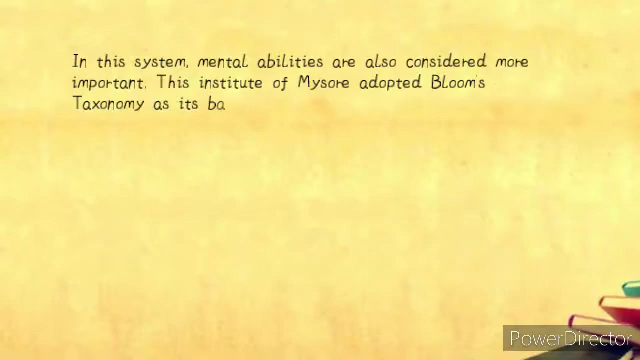 In this system, mental abilities are also considered more
important. This institute of Mysore adopted Bloom's
Taxonomy as its ba
PowerDirector